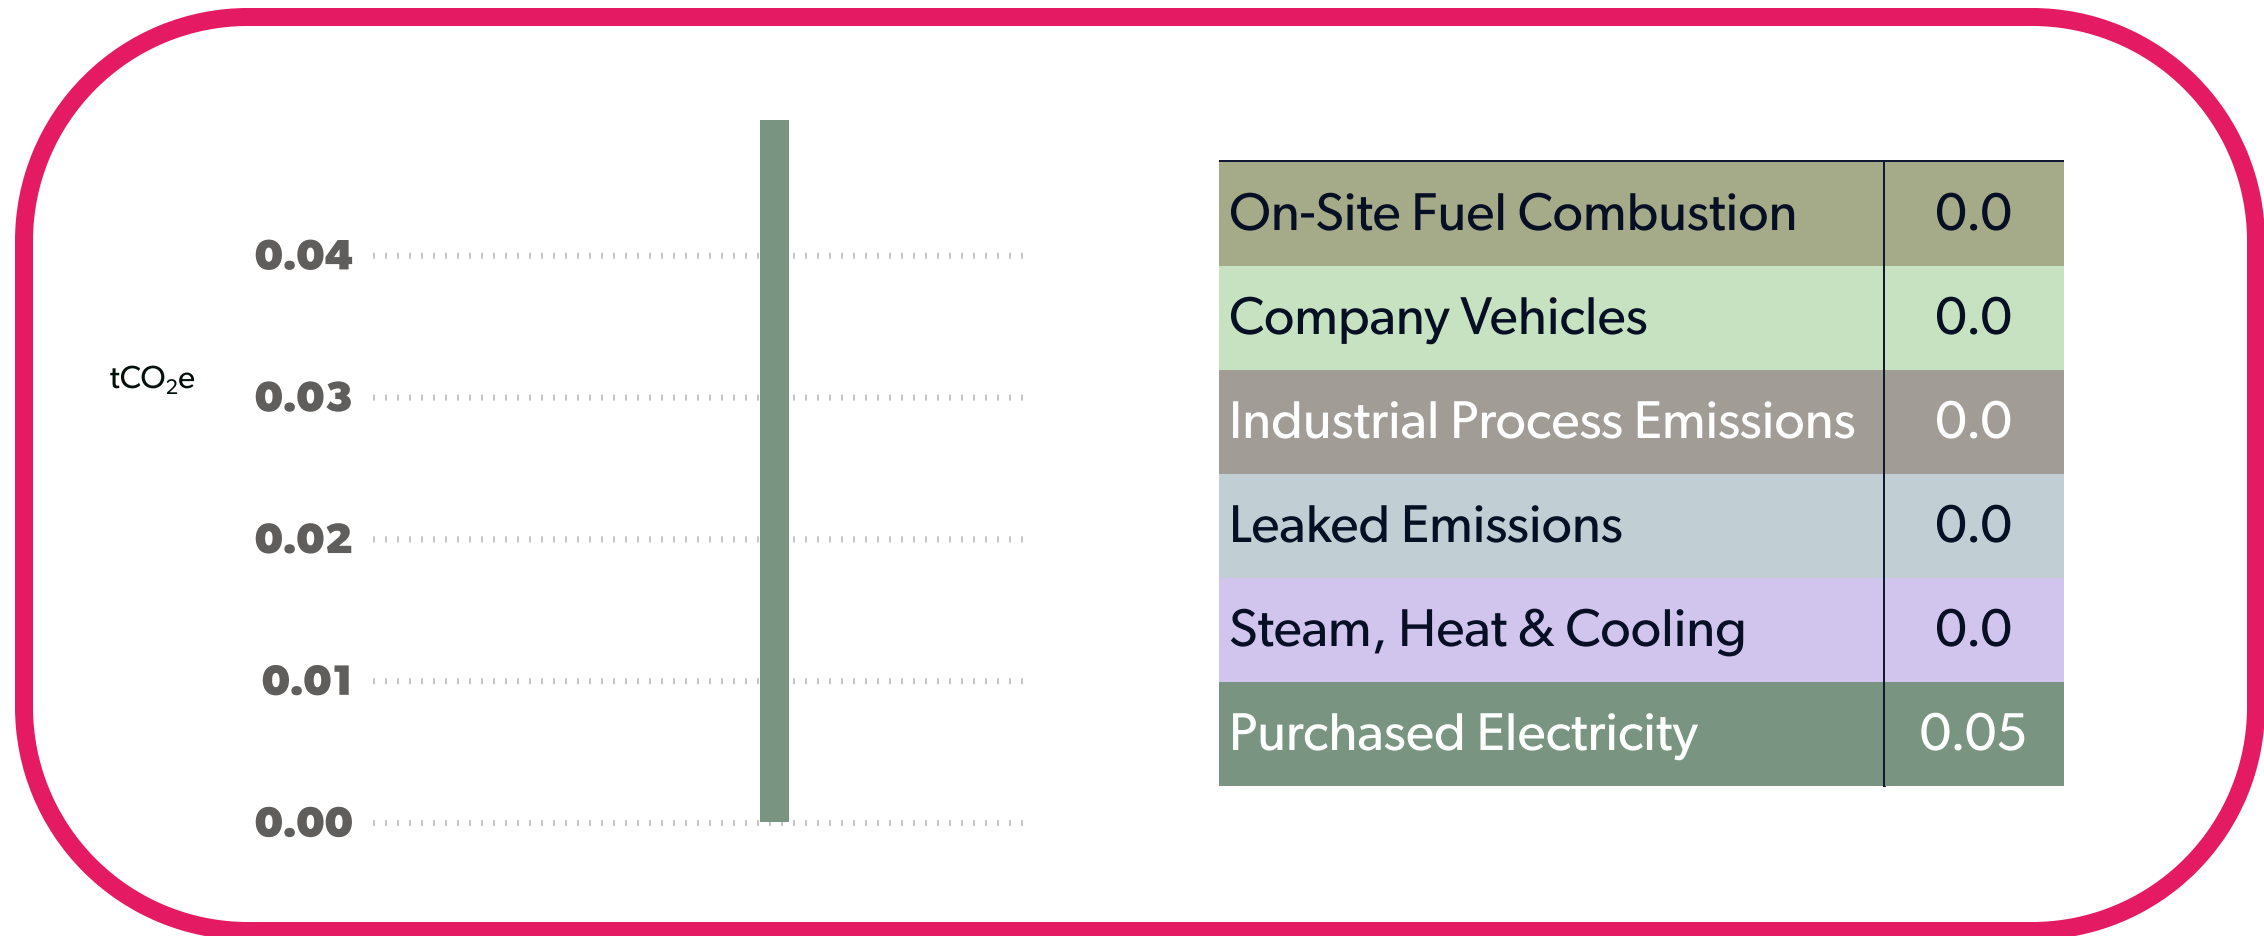 0.04
tCO₂e
0.03
0.02
0.01
0.00
On-Site Fuel Combustion 0.0
Company Vehicles 0.0
Industrial Process Emissions 0.0
Leaked Emissions 0.0
Steam, Heat & Cooling 0.0
Purchased Electricity 0.05